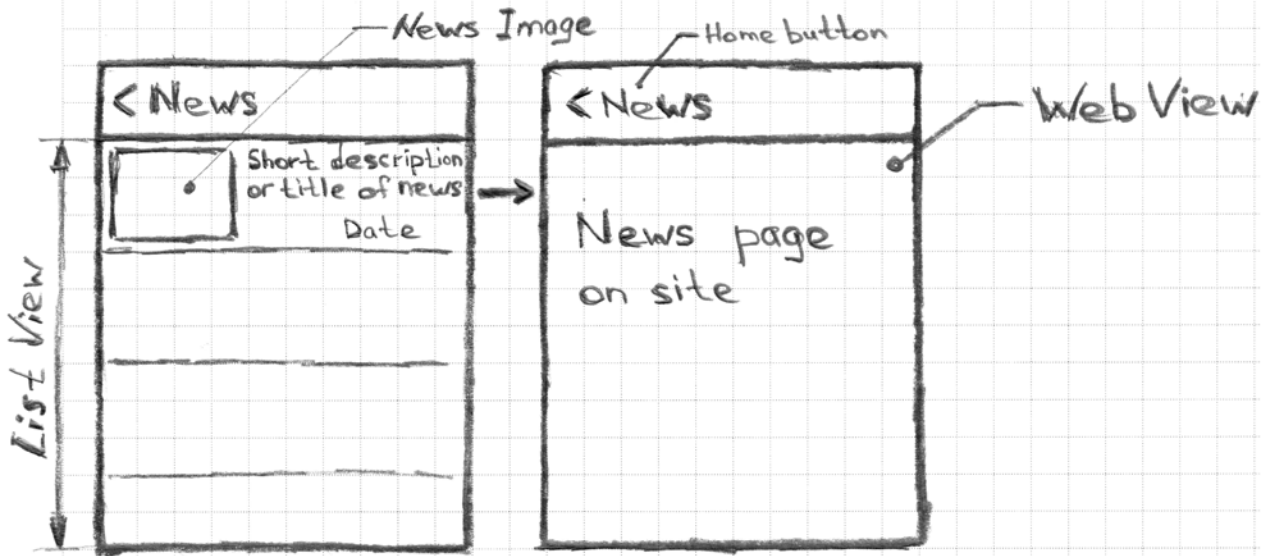 News Image
Home button
< News
< News
Web View
Short description
or title of news
Date
News page
on site
List View